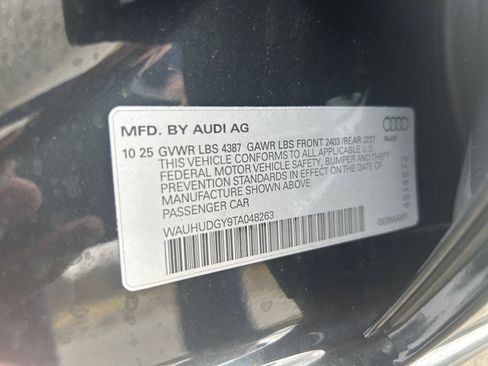 MFD. BY AUDI AG
Audi
10 25 GVWR LBS 4387 GAWR LBS FRONT 2403 /REAR 2227
THIS VEHICLE CONFORMS TO ALL APPLICABLE U.S.
FEDERAL MOTOR VEHICLE SAFETY, BUMPER AND THEFT
PREVENTION STANDARDS IN EFFECT ON THE DATE OF
MANUFACTURE SHOWN ABOVE
PASSENGER CAR
WAUHUDGY9TA048263
GERMANY